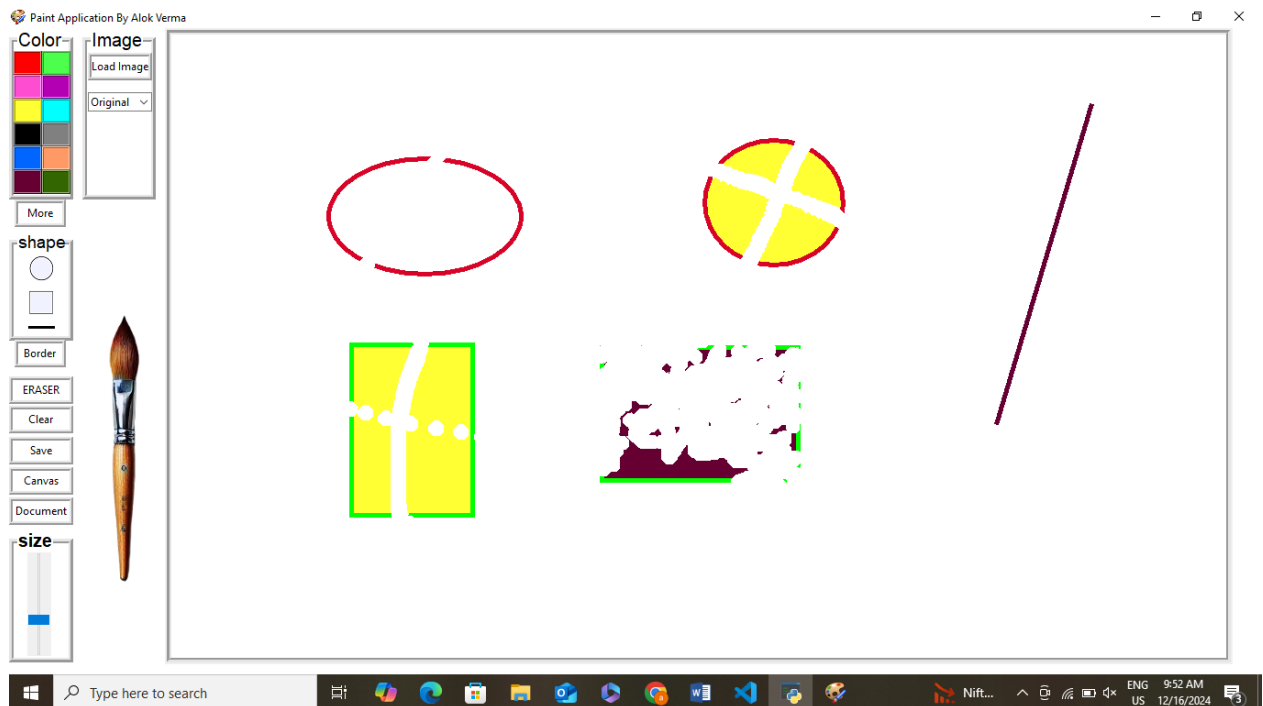 Paint Application By Alok Verma
Color
Image
Load Image
Original
More
shape
Border
ERASER
Clear
Save
Canvas
Document
size
Type here to search
Nift...
ENG
US
9:52 AM
12/16/2024
3